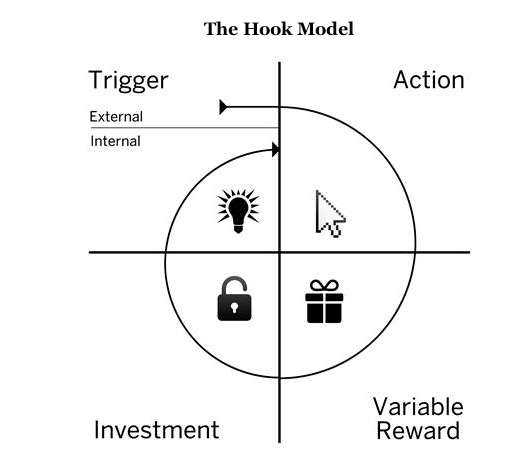 The Hook Model
Trigger
Action
External
Internal
Investment
Variable
Reward